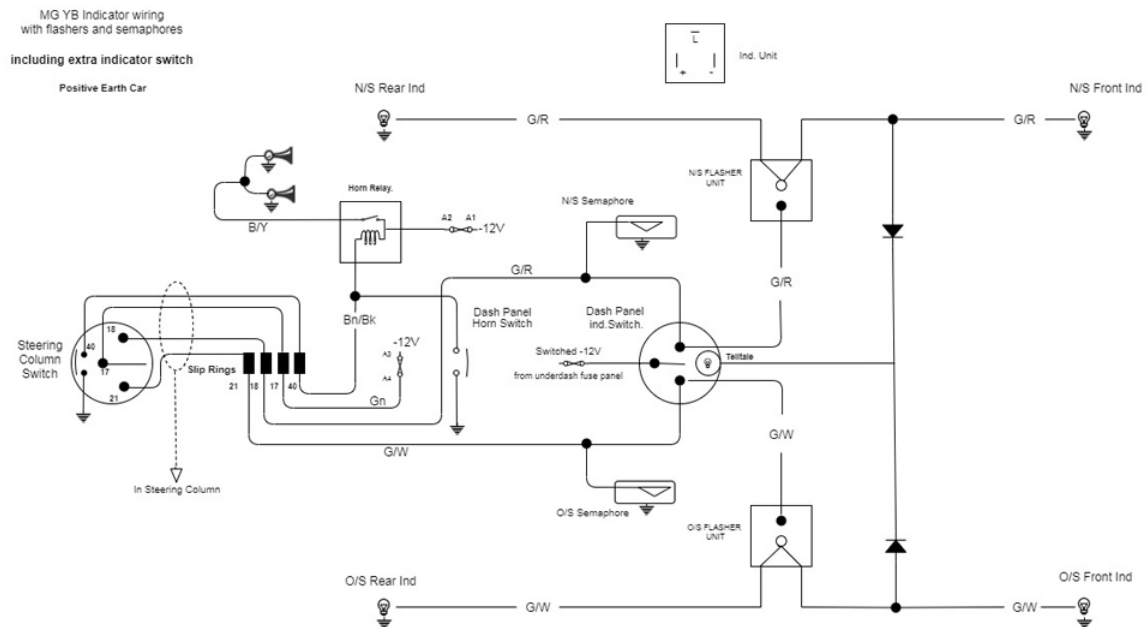 MG YB Indicator wiring
with flashers and semaphores
including extra indicator switch
Positive Earth Car
L
+ -
Ind. Unit
N/S Rear Ind
G/R
G/R
N/S Front Ind
N/S FLASHER
UNIT
Horn Relay.
B/Y
A2 A1
-12V
N/S Semaphore
G/R
G/R
Bn/Bk
Dash Panel
Horn Switch
Dash Panel
ind.Switch.
Steering
Column
Switch
40
18
17
21
Slip Rings
21 18 17 40
-12V
A3
A4
Gn
Switched -12V
from underdash fuse panel
Telltale
G/W
G/W
In Steering Column
O/S Semaphore
O/S FLASHER
UNIT
O/S Rear Ind
G/W
G/W
O/S Front Ind